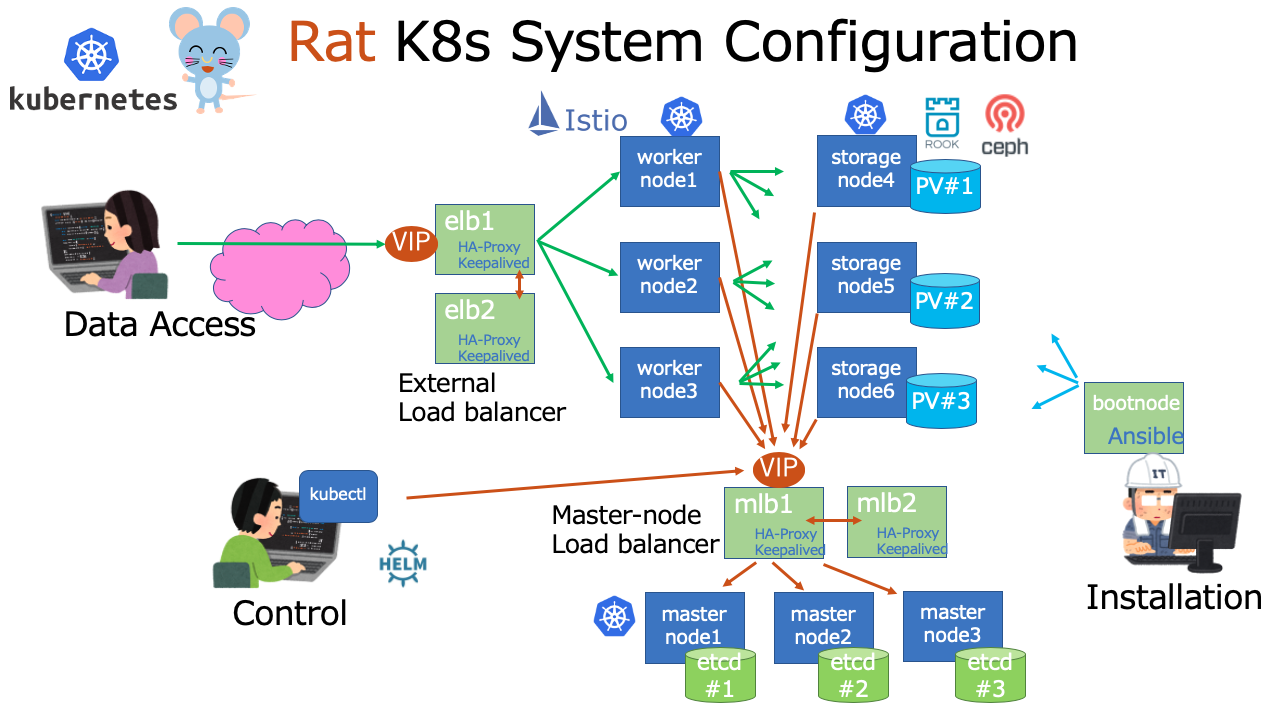 Rat K8s System Configuration
kubernetes
Istio
ROOK
ceph
worker
node1
storage
node4
PV#1
VIP
elb1
HA-Proxy
Keepalived
worker
node2
storage
node5
PV#2
Data Access
elb2
HA-Proxy
Keepalived
External
Load balancer
worker
node3
storage
node6
PV#3
bootnode
Ansible
IT
Installation
kubectl
HELM
Control
VIP
Master-node
Load balancer
mlb1
HA-Proxy
Keepalived
mlb2
HA-Proxy
Keepalived
master
node1
etcd
#1
master
node2
etcd
#2
master
node3
etcd
#3